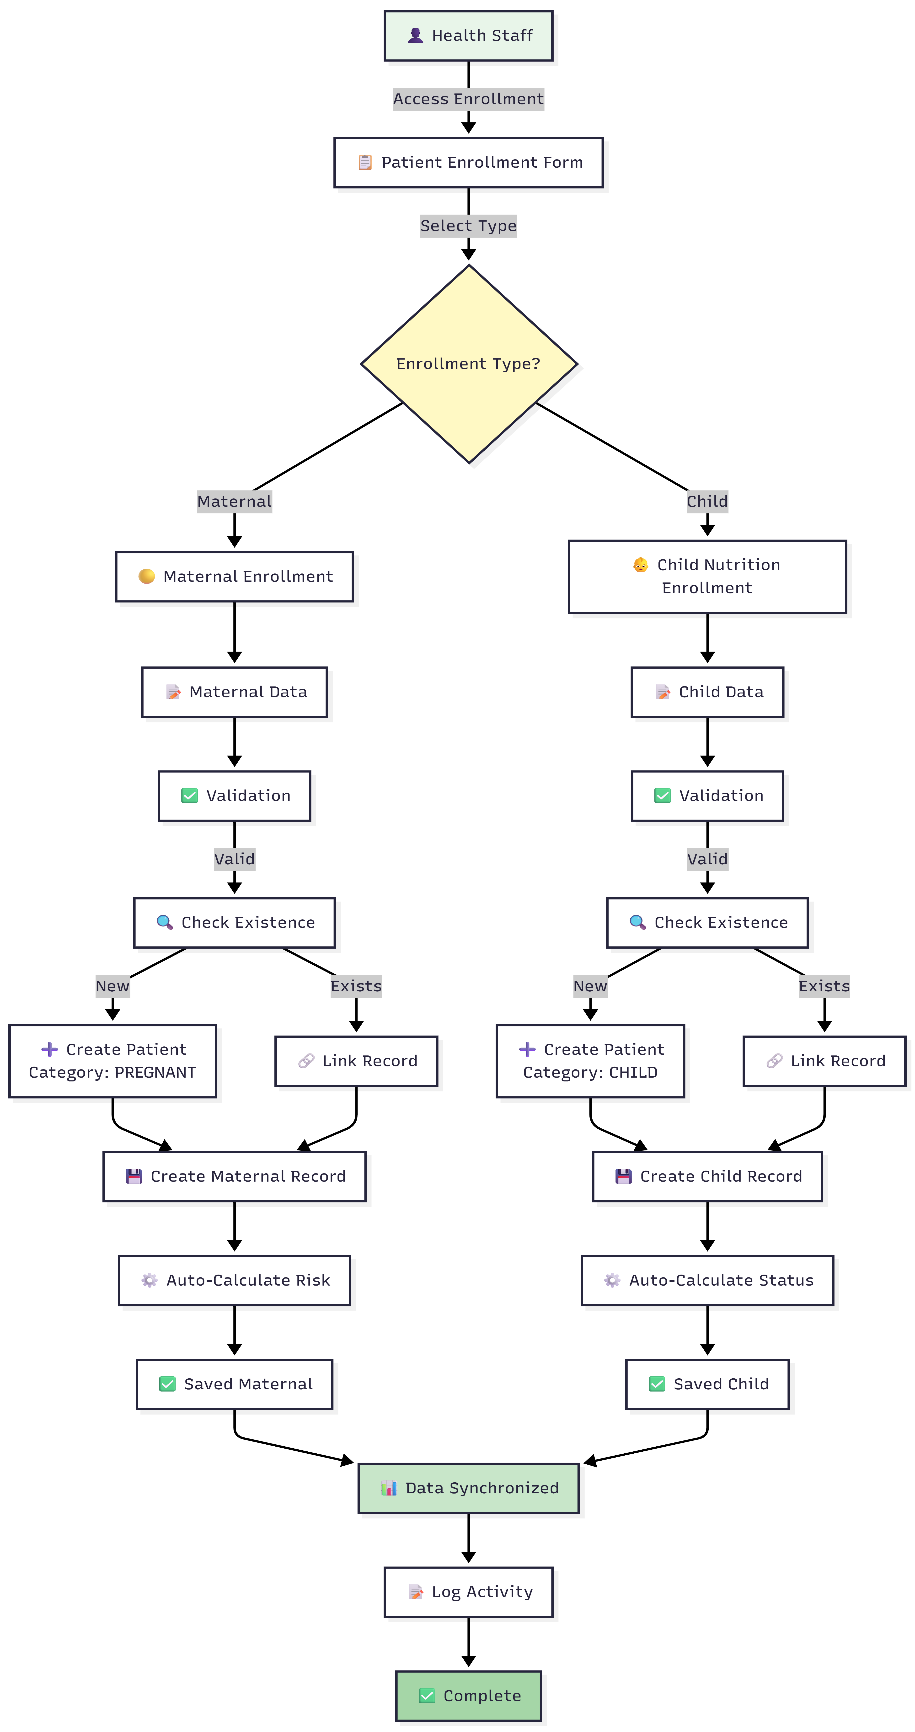 Health Staff
Access Enrollment
Patient Enrollment Form
Select Type
Enrollment Type?
Maternal
Child
Maternal Enrollment
Child Nutrition
Enrollment
Maternal Data
Child Data
Validation
Validation
Valid
Valid
Check Existence
Check Existence
New
Exists
New
Exists
Create Patient
Category: PREGNANT
Link Record
Create Patient
Category: CHILD
Link Record
Create Maternal Record
Create Child Record
Auto-Calculate Risk
Auto-Calculate Status
Saved Maternal
Saved Child
Data Synchronized
Log Activity
Complete